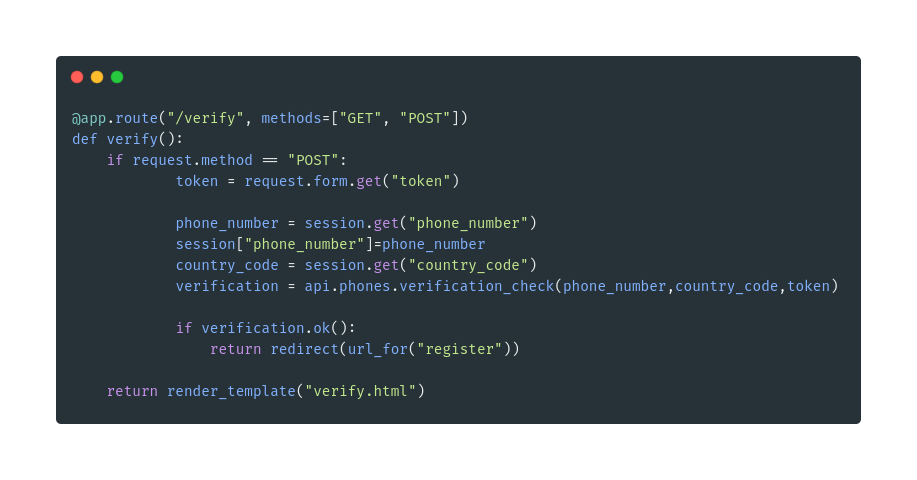 @app.route("/verify", methods=["GET", "POST"])
def verify():
    if request.method == "POST":
            token = request.form.get("token")

            phone_number = session.get("phone_number")
            session["phone_number"]=phone_number
            country_code = session.get("country_code")
            verification = api.phones.verification_check(phone_number,country_code,token)

            if verification.ok():
                return redirect(url_for("register"))

    return render_template("verify.html")